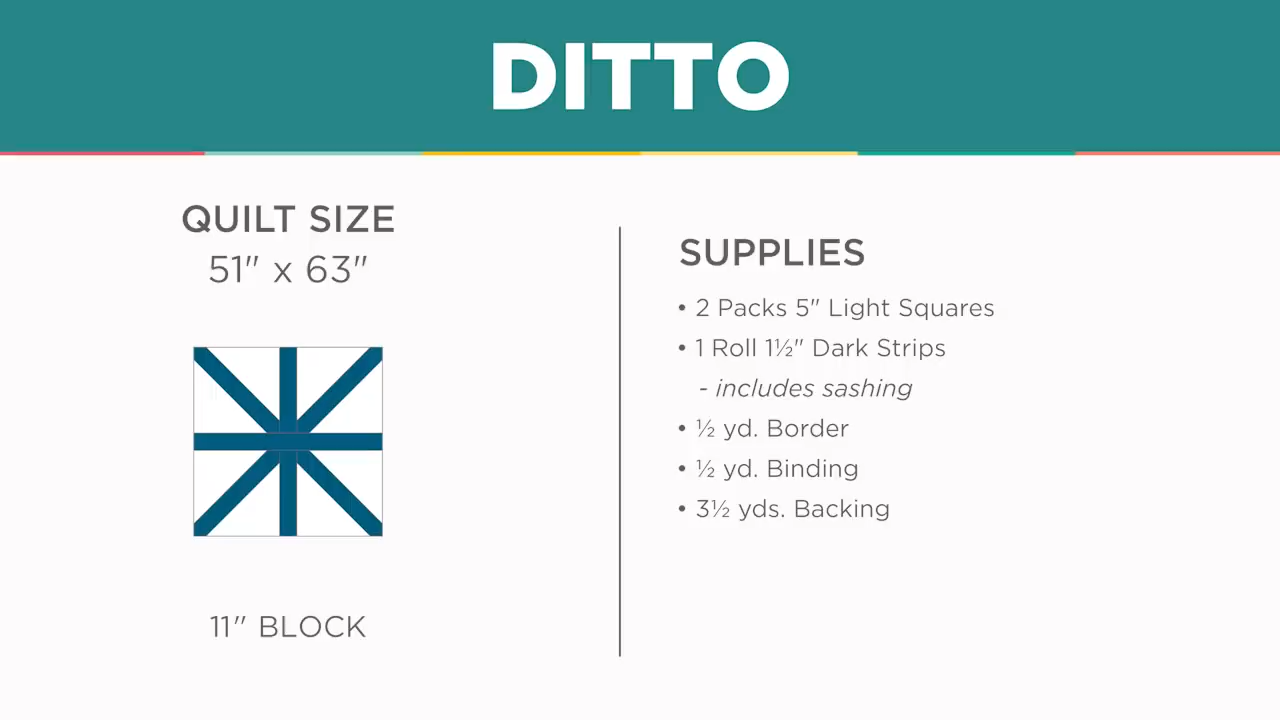 DITTO
QUILT SIZE
51" x 63"
11" BLOCK
SUPPLIES
• 2 Packs 5" Light Squares
• 1 Roll 1½" Dark Strips
- includes sashing
• ½ yd. Border
• ½ yd. Binding
• 3½ yds. Backing